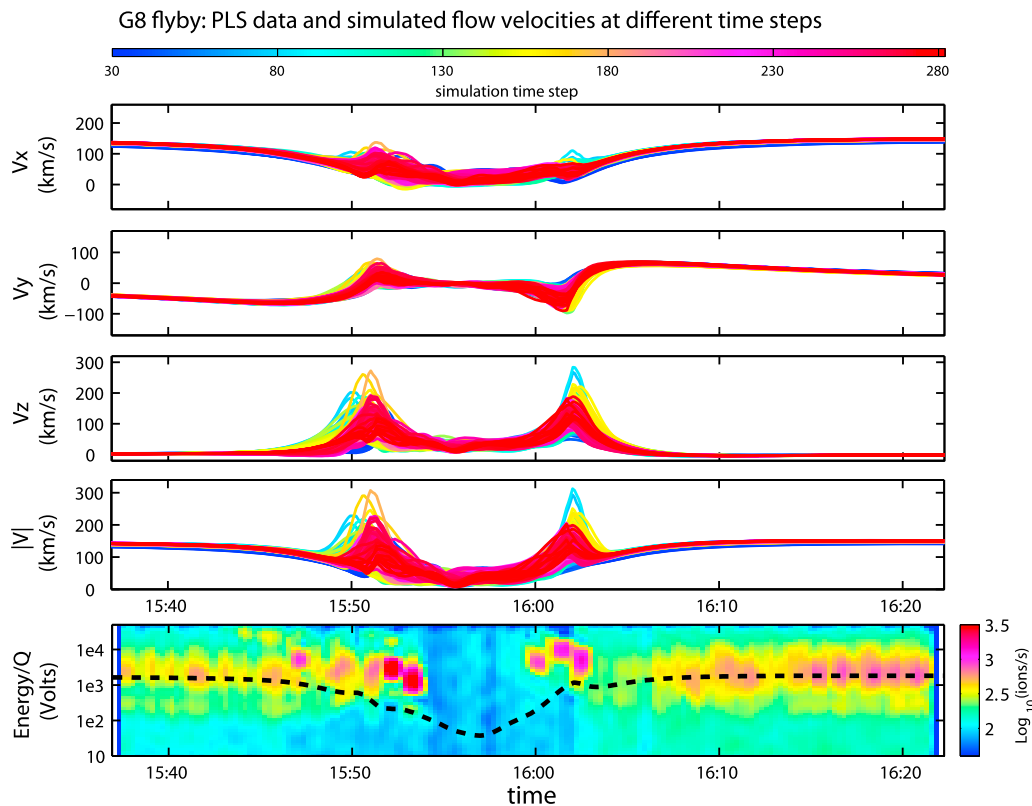 G8 flyby: PLS data and simulated flow velocities at different time steps
30 80 130 180 230 280
simulation time step
Vx
(km/s)
200
100
0
Vy
(km/s)
100
0
−100
Vz
(km/s)
300
200
100
0
|V|
(km/s)
300
200
100
0
15:40 15:50 16:00 16:10 16:20
Energy/Q
(Volts)
1e4
1e3
1e2
10
15:40 15:50 16:00 16:10 16:20
time
3.5
3
2.5
2
Log 10 (ions/s)